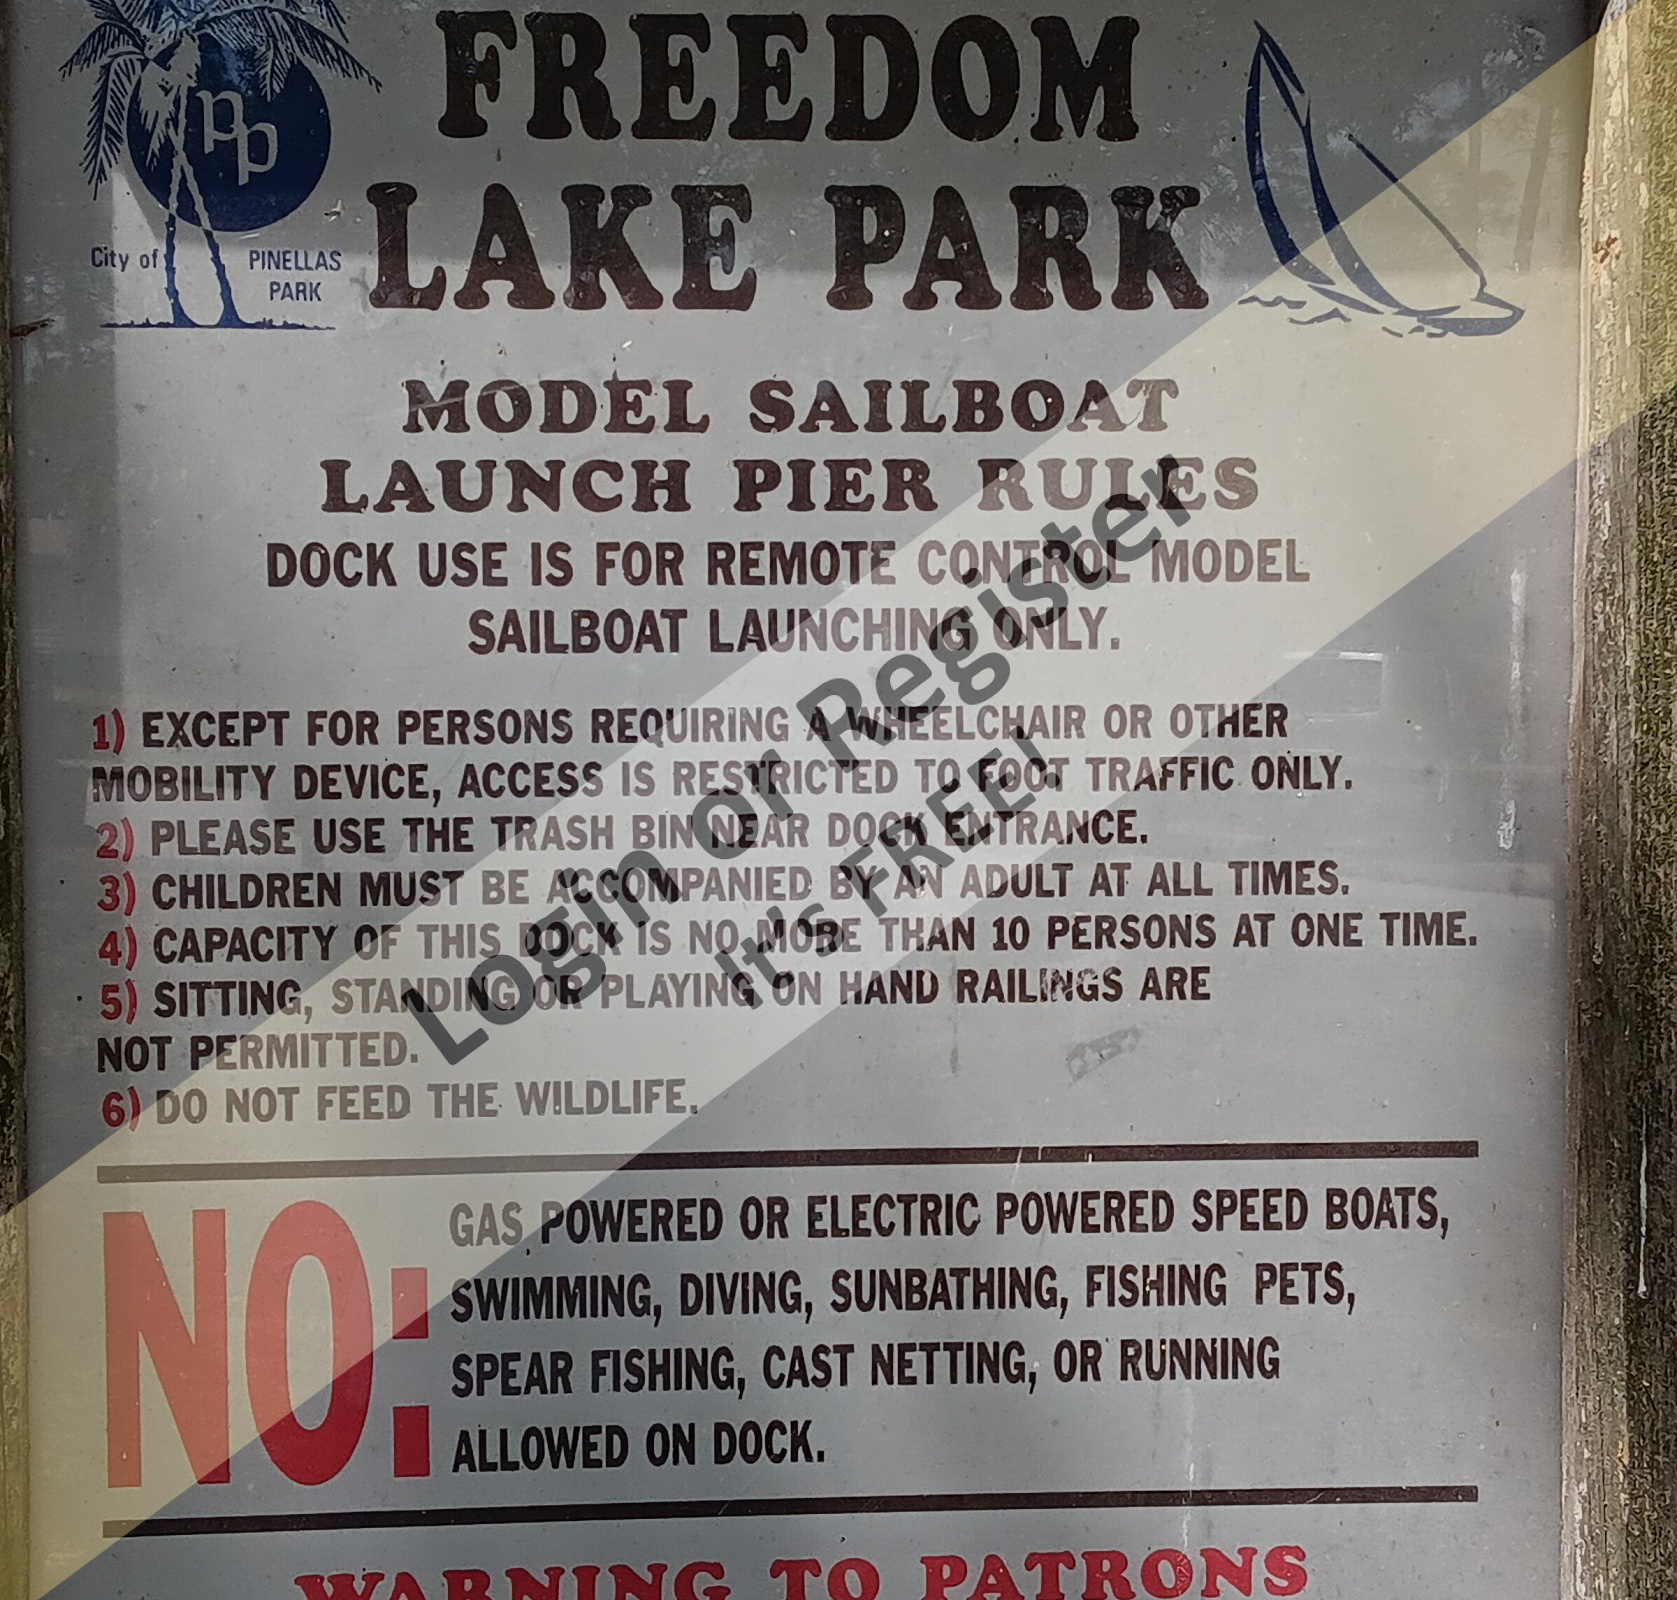 FREEDOM
LAKE PARK
pp
City of PINELLAS
PARK
MODEL SAILBOAT
LAUNCH PIER RULES
DOCK USE IS FOR REMOTE CONTROL MODEL
SAILBOAT LAUNCHING ONLY.
1) EXCEPT FOR PERSONS REQUIRING A WHEELCHAIR OR OTHER
MOBILITY DEVICE, ACCESS IS RESTRICTED TO FOOT TRAFFIC ONLY.
2) PLEASE USE THE TRASH BIN NEAR DOCK ENTRANCE.
3) CHILDREN MUST BE ACCOMPANIED BY AN ADULT AT ALL TIMES.
4) CAPACITY OF THIS DOCK IS NO MORE THAN 10 PERSONS AT ONE TIME.
5) SITTING, STANDING OR PLAYING ON HAND RAILINGS ARE
NOT PERMITTED.
6) DO NOT FEED THE WILDLIFE.
NO:
GAS POWERED OR ELECTRIC POWERED SPEED BOATS,
SWIMMING, DIVING, SUNBATHING, FISHING PETS,
SPEAR FISHING, CAST NETTING, OR RUNNING
ALLOWED ON DOCK.
WARNING TO PATRONS
Login or Register
It's FREE!